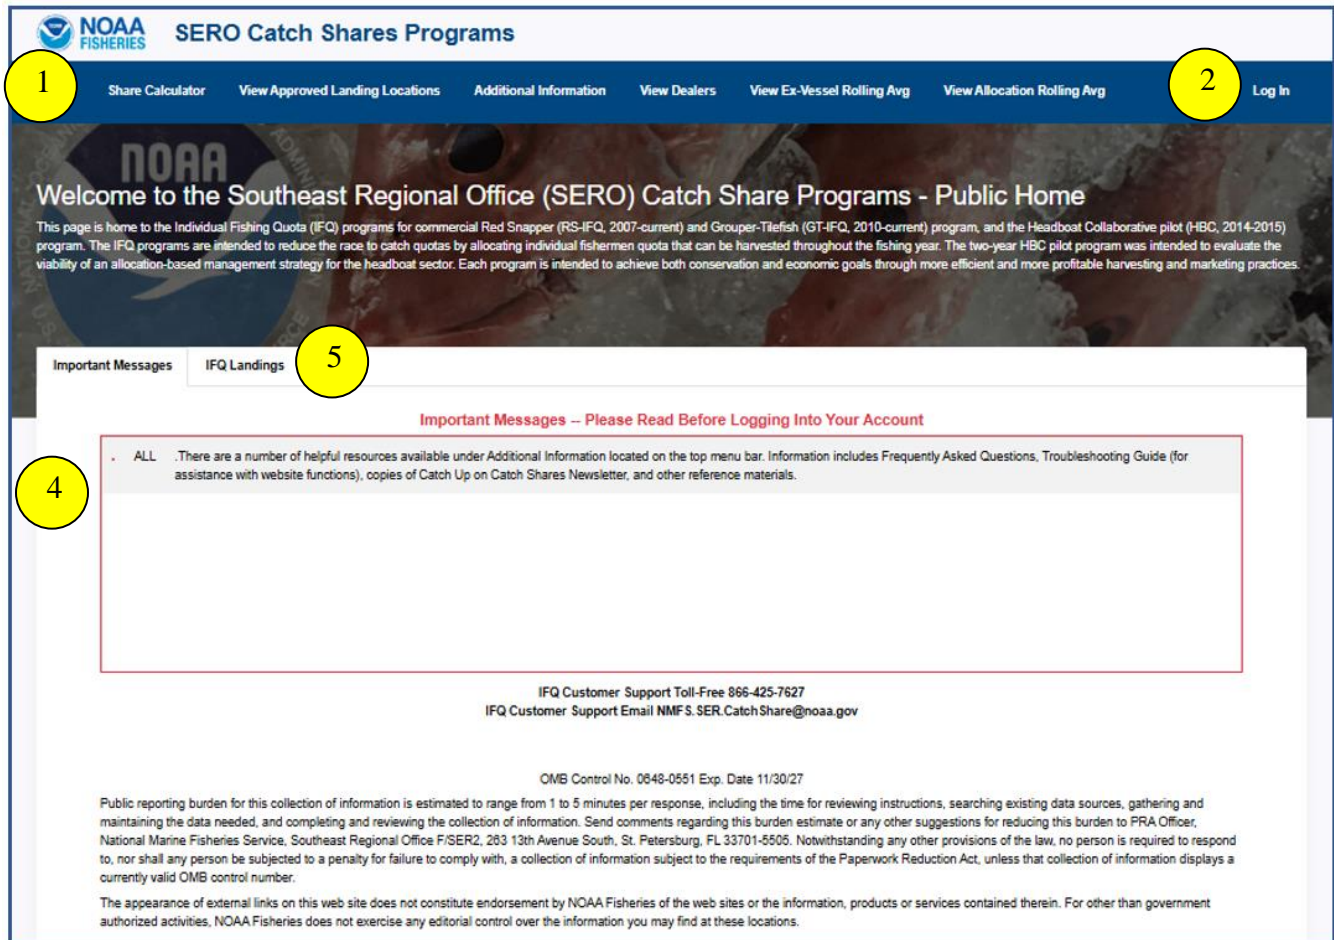 NOAA
FISHERIES
SERO Catch Shares Programs
1
Share Calculator View Approved Landing Locations Additional Information View Dealers View Ex-Vessel Rolling Avg View Allocation Rolling Avg
2
Log In
NOAA
Welcome to the Southeast Regional Office (SERO) Catch Share Programs - Public Home
This page is home to the Individual Fishing Quota (IFQ) programs for commercial Red Snapper (RS-IFQ, 2007-current) and Grouper-Tilefish (GT-IFQ, 2010-current) program, and the Headboat Collaborative pilot (HBC, 2014-2015)
program. The IFQ programs are intended to reduce the race to catch quotas by allocating individual fishermen quota that can be harvested throughout the fishing year. The two-year HBC pilot program was intended to evaluate the
viability of an allocation-based management strategy for the headboat sector. Each program is intended to achieve both conservation and economic goals through more efficient and more profitable harvesting and marketing practices.
Important Messages IFQ Landings
5
Important Messages -- Please Read Before Logging Into Your Account
. ALL .There are a number of helpful resources available under Additional Information located on the top menu bar. Information includes Frequently Asked Questions, Troubleshooting Guide (for
assistance with website functions), copies of Catch Up on Catch Shares Newsletter, and other reference materials.
4
IFQ Customer Support Toll-Free 866-425-7627
IFQ Customer Support Email NMFS.SER.CatchShare@noaa.gov
OMB Control No. 0648-0551 Exp. Date 11/30/27
Public reporting burden for this collection of information is estimated to range from 1 to 5 minutes per response, including the time for reviewing instructions, searching existing data sources, gathering and
maintaining the data needed, and completing and reviewing the collection of information. Send comments regarding this burden estimate or any other suggestions for reducing this burden to PRA Officer,
National Marine Fisheries Service, Southeast Regional Office F/SER2, 263 13th Avenue South, St. Petersburg, FL 33701-5505. Notwithstanding any other provisions of the law, no person is required to respond
to, nor shall any person be subjected to a penalty for failure to comply with, a collection of information subject to the requirements of the Paperwork Reduction Act, unless that collection of information displays a
currently valid OMB control number.
The appearance of external links on this web site does not constitute endorsement by NOAA Fisheries of the web sites or the information, products or services contained therein. For other than government
authorized activities, NOAA Fisheries does not exercise any editorial control over the information you may find at these locations.